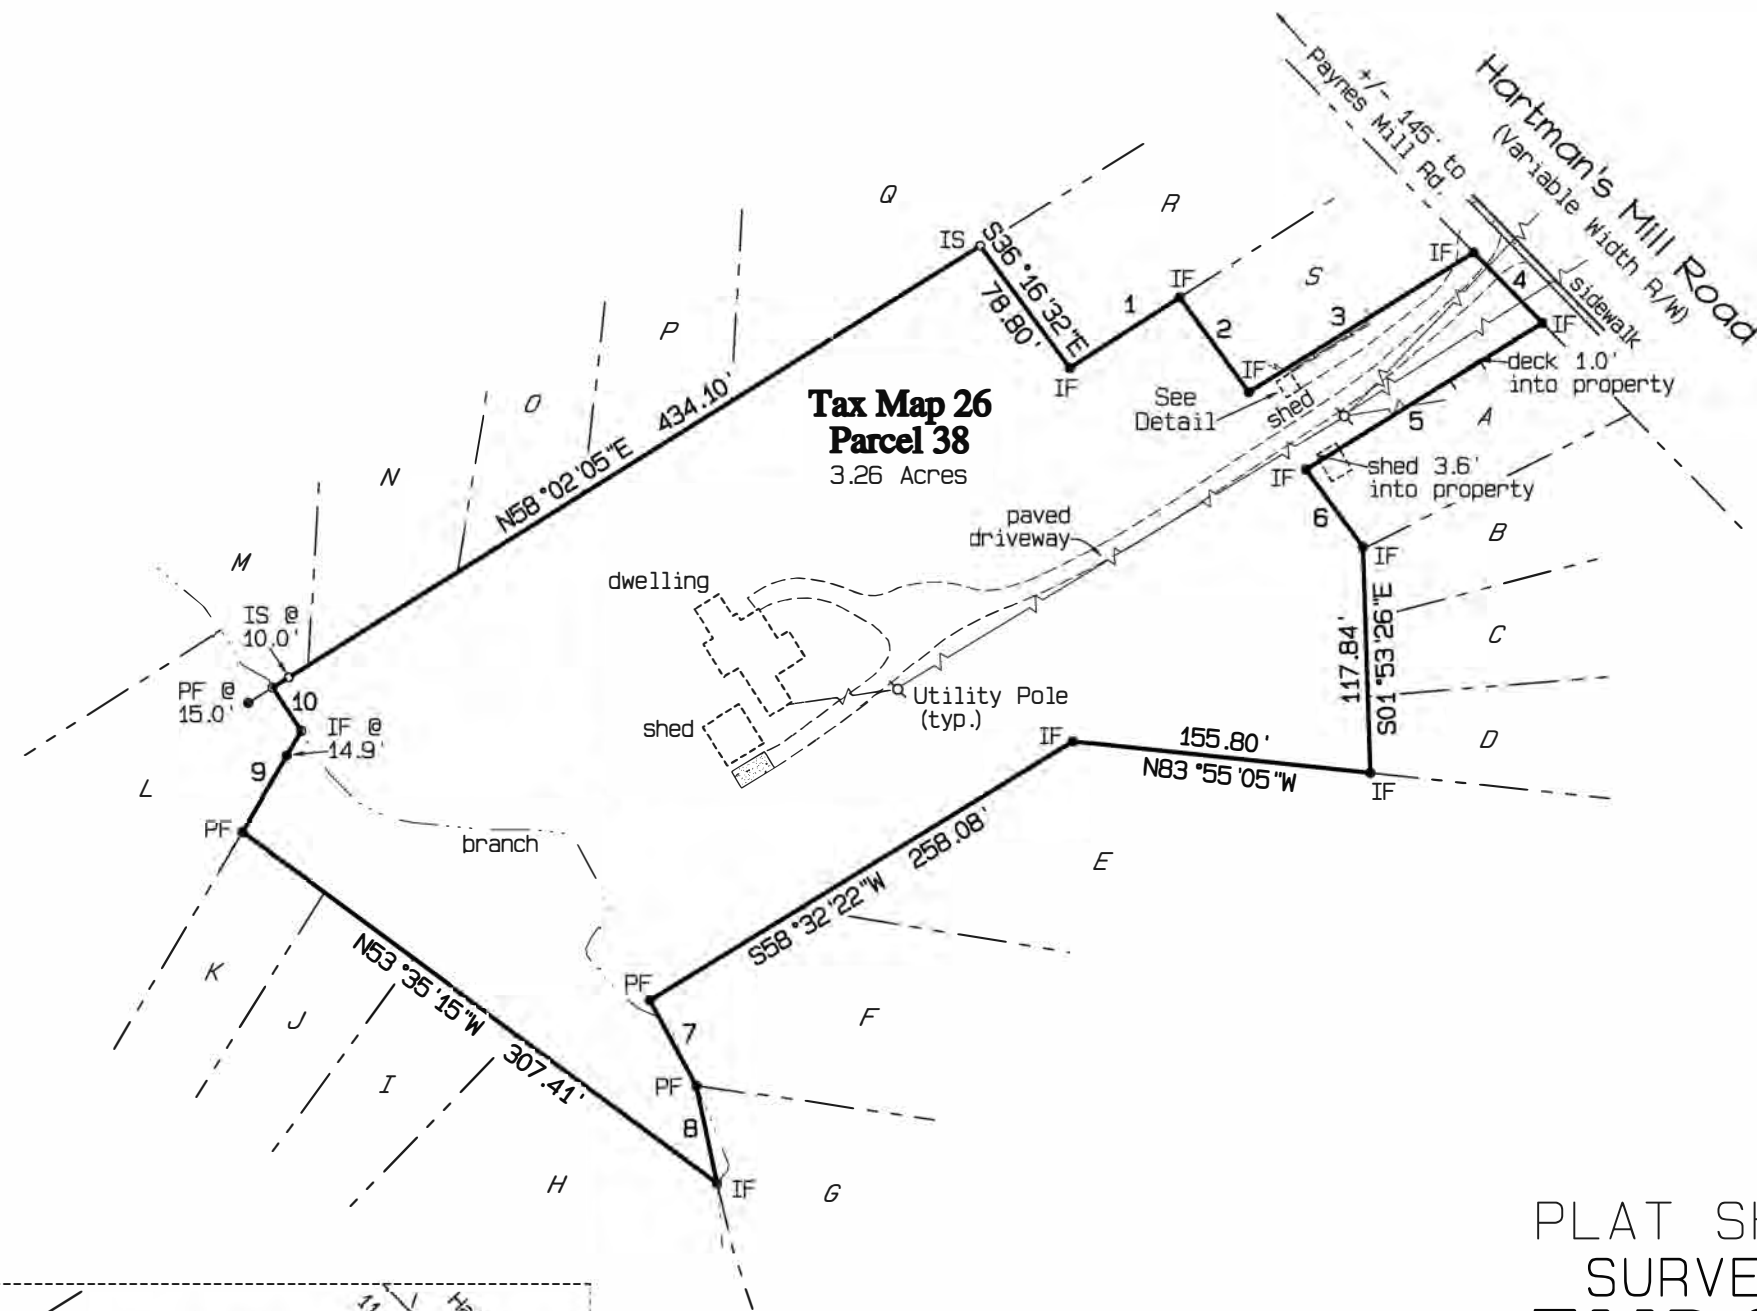 Hartman's Mill Road
(Variable Width R/W)
+/- 145' to
Paynes Mill Rd.
sidewalk
Q
R
S
IS
S36°16'32"E
78.80'
IF
IF
1
2
3
4
IF
IF
IF
deck 1.0'
into property
See
Detail
shed
5
A
P
O
N
M
434.10'
N58°02'05"E
Tax Map 26
Parcel 38
3.26 Acres
IF
shed 3.6'
into property
6
IF
B
paved
driveway
dwelling
IS @
10.0'
PF @
15.0'
10
IF @
14.9'
9
L
PF
shed
Utility Pole
(typ.)
117.84'
S01°53'26"E
C
D
IF
155.80'
N83°55'05"W
IF
branch
258.08'
S58°32'22"W
E
K
J
I
N53°35'15"W
307.41'
PF
7
F
PF
8
H
IF
G
PLAT SH
SURVE
11
Ha